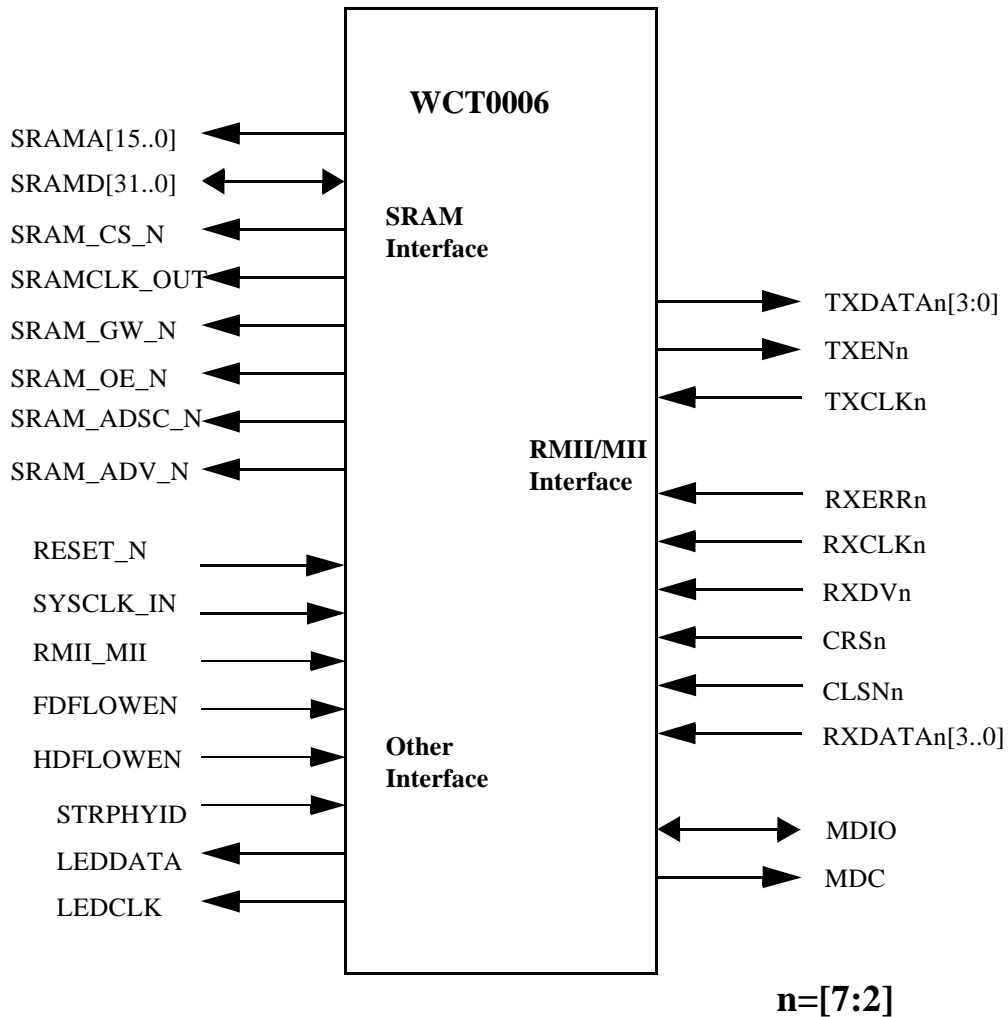 WCT0006
SRAMA[15..0]
SRAMD[31..0]
SRAM_CS_N
SRAMCLK_OUT
SRAM_GW_N
SRAM_OE_N
SRAM_ADSC_N
SRAM_ADV_N
SRAM
Interface
RESET_N
SYSCLK_IN
RMII_MII
FDFLOWEN
HDFLOWEN
STRPHYID
LEDDATA
LEDCLK
Other
Interface
RMII/MII
Interface
TXDATAn[3:0]
TXENn
TXCLKn
RXERRn
RXCLKn
RXDVn
CRSn
CLSNn
RXDATAn[3..0]
MDIO
MDC
n=[7:2]